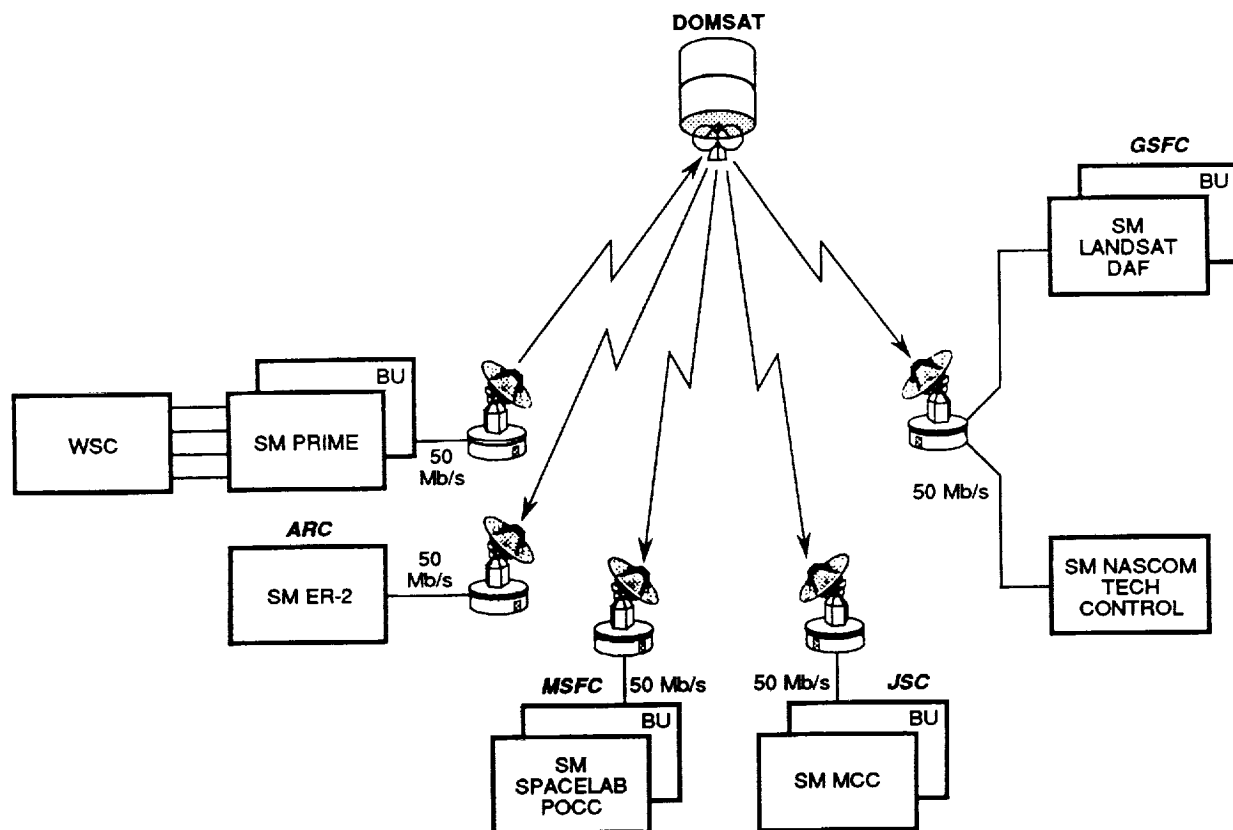 DOMSAT
GSFC
BU
SM
LANDSAT
DAF
BU
WSC
SM PRIME
50
Mb/s
50 Mb/s
ARC
SM ER-2
50
Mb/s
SM NASCOM
TECH
CONTROL
MSFC
50 Mb/s
BU
SM
SPACELAB
POCC
50 Mb/s
JSC
BU
SM MCC